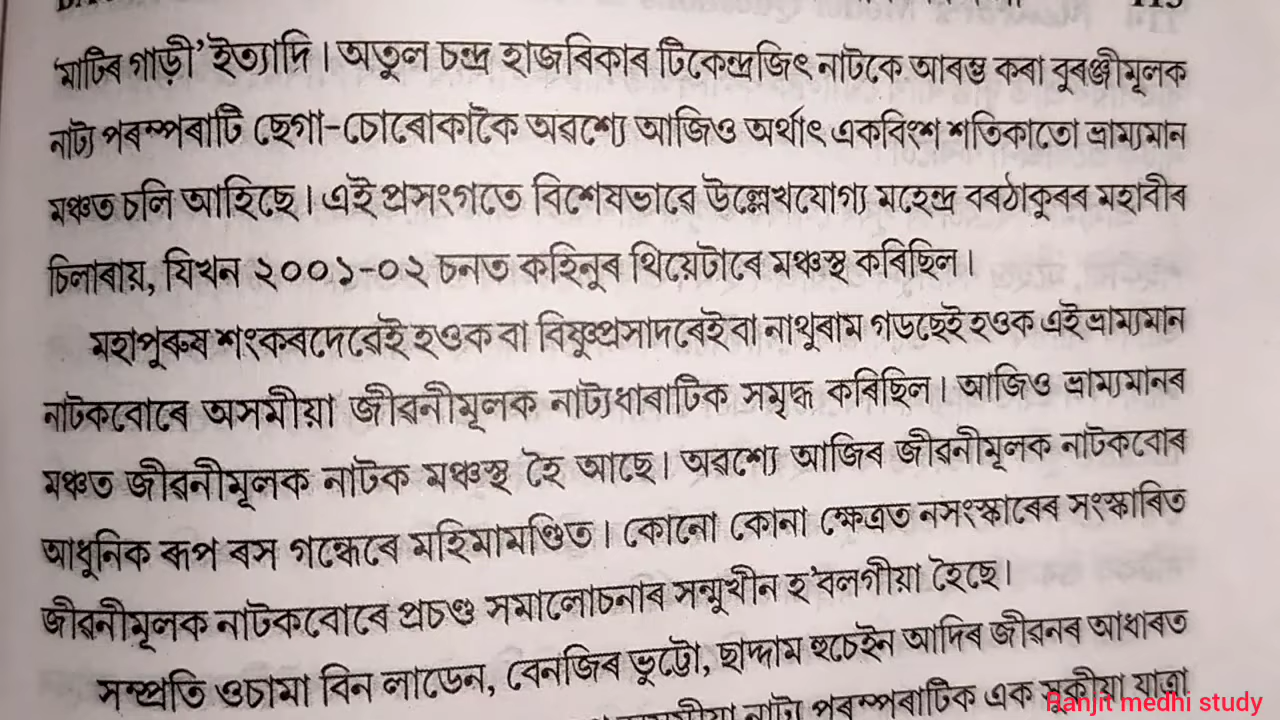 113
'মাটিৰ গাড়ী' ইত্যাদি। অতুল চন্দ্ৰ হাজৰিকাৰ টিকেন্দ্ৰজিৎ নাটকে আৰম্ভ কৰা বুৰঞ্জীমূলক
নাট্য পৰম্পৰাটি ছেগা-চোৰোকাকৈ অৱশ্যে আজিও অৰ্থাৎ একবিংশ শতিকাতো ভ্ৰাম্যমান
মঞ্চত চলি আহিছে। এই প্ৰসংগতে বিশেষভাৱে উল্লেখযোগ্য মহেন্দ্ৰ বৰঠাকুৰৰ মহাবীৰ
চিলাৰায়, যিখন ২০০১-০২ চনত কহিনুৰ থিয়েটাৰে মঞ্চস্থ কৰিছিল।
মহাপুৰুষ শংকৰদেৱেই হওক বা বিষ্ণুপ্ৰসাদৰেই বা নাথুৰাম গডছেই হওক এই ভ্ৰাম্যমান
নাটকবোৰে অসমীয়া জীৱনীমূলক নাট্যধাৰাটিক সমৃদ্ধ কৰিছিল। আজিও ভ্ৰাম্যমানৰ
মঞ্চত জীৱনীমূলক নাটক মঞ্চস্থ হৈ আছে। অৱশ্যে আজিৰ জীৱনীমূলক নাটকবোৰ
আধুনিক ৰূপ ৰস গন্ধেৰে মহিমামণ্ডিত। কোনো কোনা ক্ষেত্ৰত নসংস্কাৰেৰ সংস্কাৰিত
জীৱনীমূলক নাটকবোৰে প্ৰচণ্ড সমালোচনাৰ সন্মুখীন হ'বলগীয়া হৈছে।
সম্প্ৰতি ওচামা বিন লাডেন, বেনজিৰ ভুট্টো, ছাদ্দাম হুচেইন আদিৰ জীৱনৰ আধাৰত
নাট্য পৰম্পৰাটিক এক সুকীয়া যাত্ৰা
Ranjit medhi study